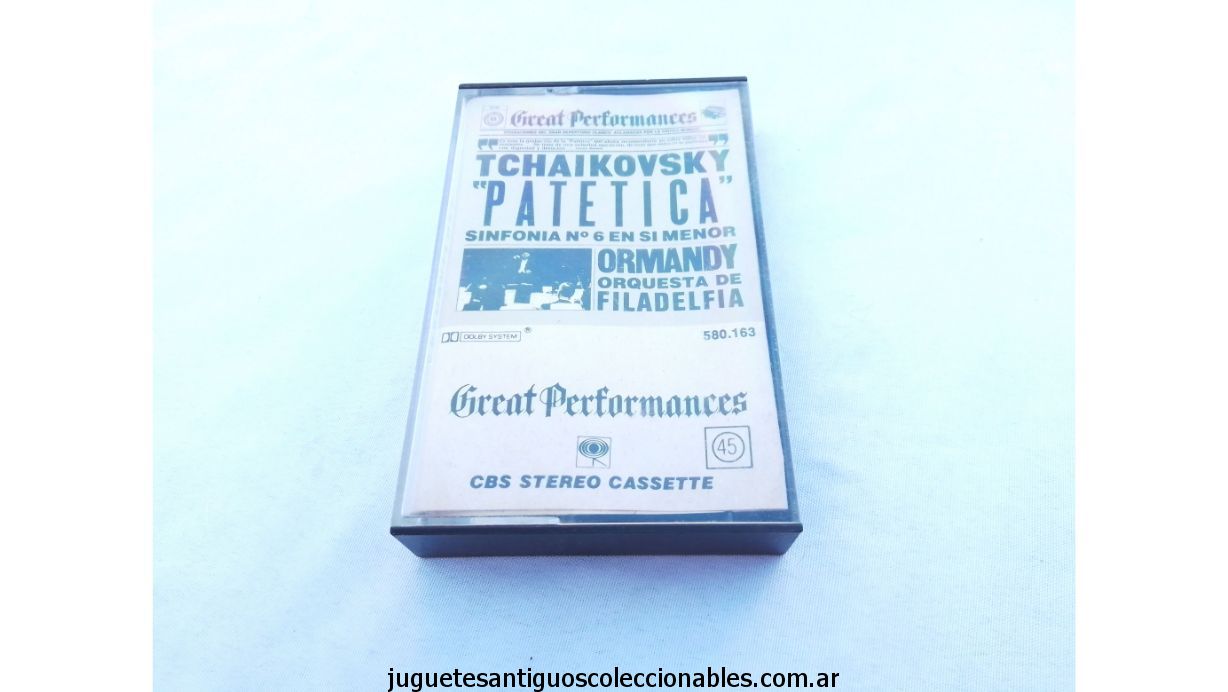 Great Performances
TCHAIKOVSKY
"PATETICA"
SINFONIA Nº 6 EN SI MENOR
ORMANDY
ORQUESTA DE
FILADELFIA
DOLBY SYSTEM ®
580.163
Great Performances
45
CBS STEREO CASSETTE
juguetesantiguoscoleccionables.com.ar